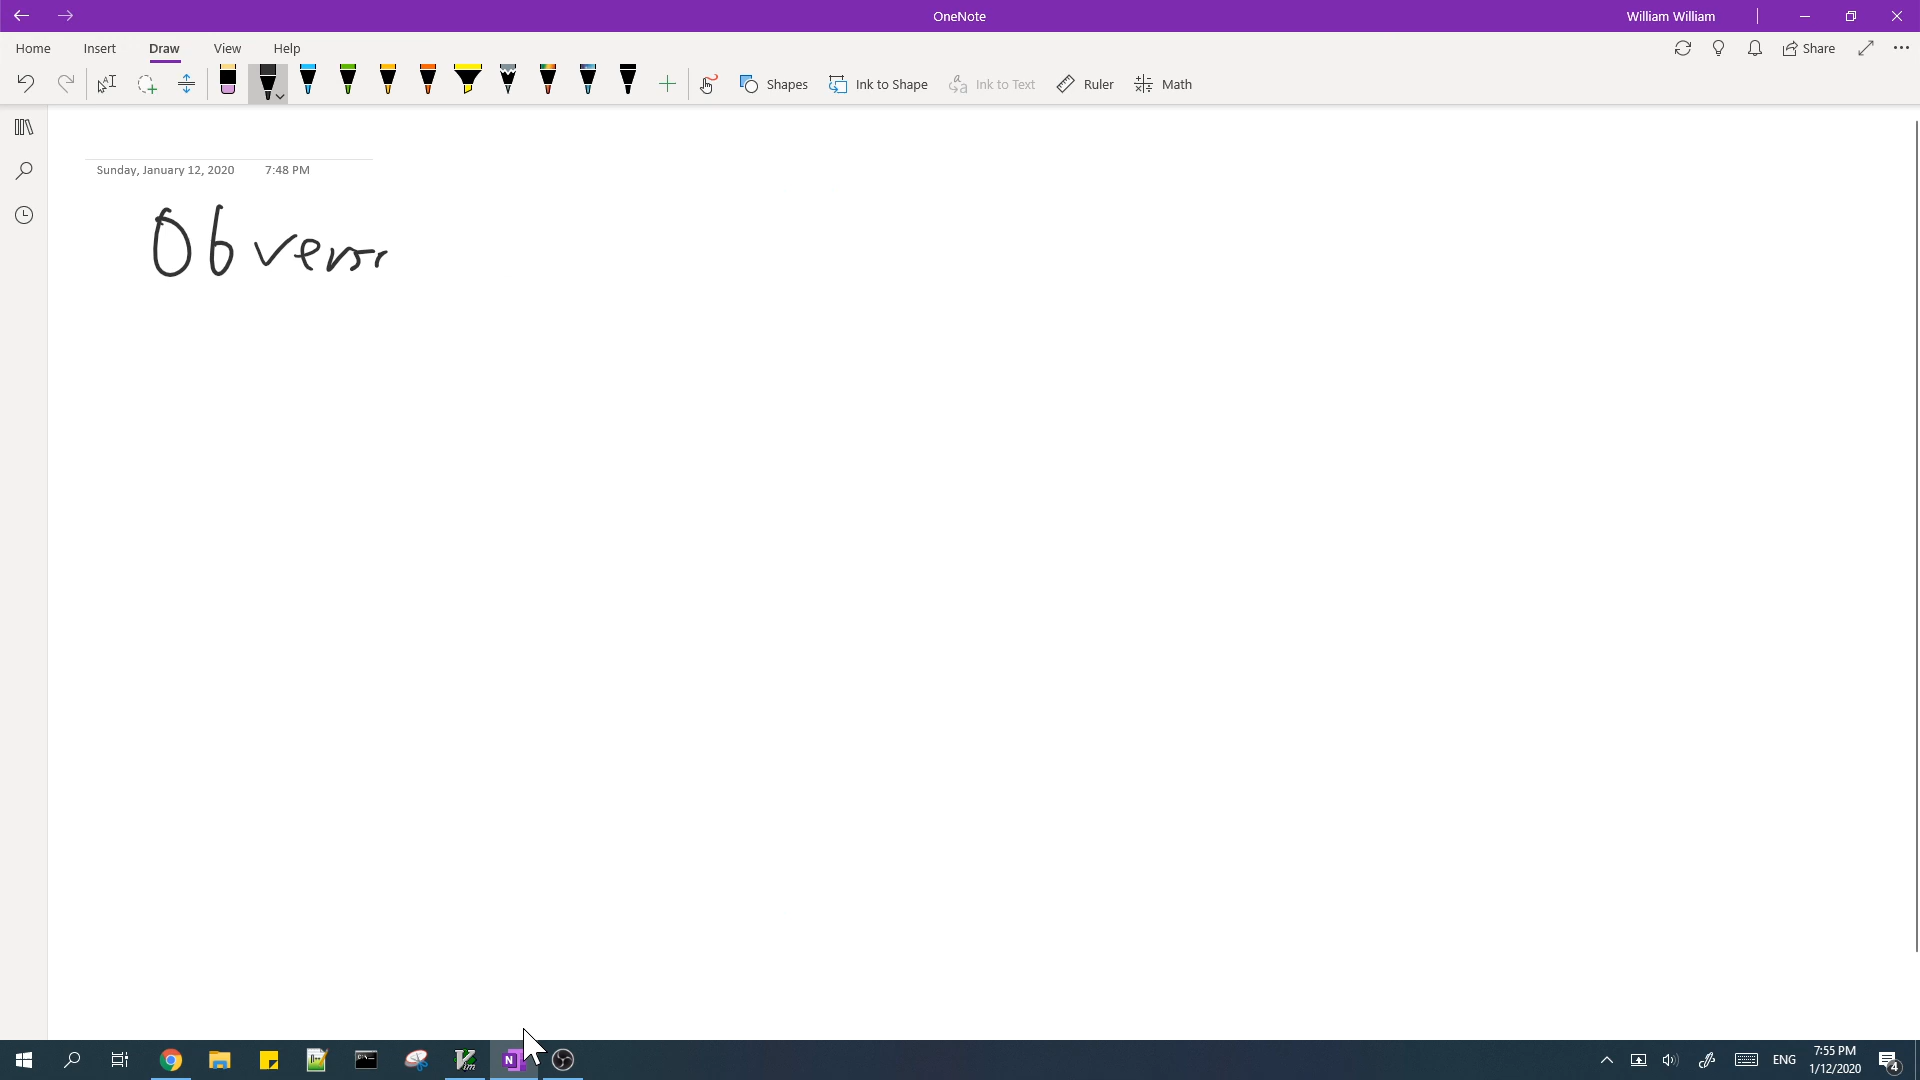 OneNote
William William
Home Insert Draw View Help
Share
Shapes Ink to Shape Ink to Text Ruler Math
Sunday, January 12, 2020 7:48 PM
ENG
7:55 PM
1/12/2020
4